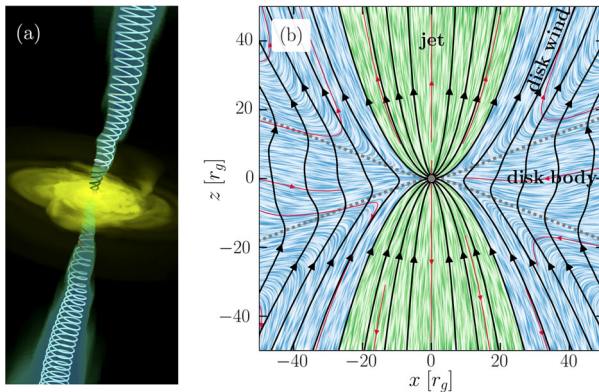 (a)
(b)
jet
disk wind
disk body
z [r_g]
40
20
0
−20
−40
−40 −20 0 20 40
x [r_g]